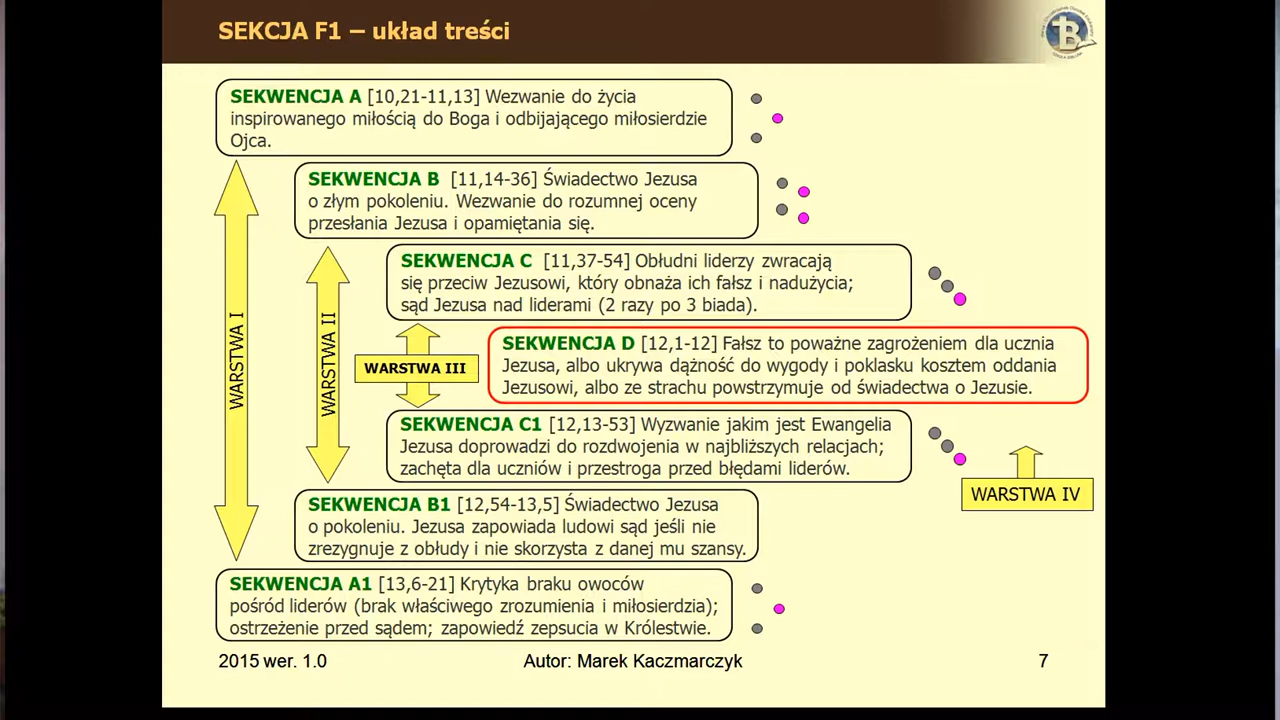 SEKCJA F1 – układ treści
SEKWENCJA A [10,21-11,13] Wezwanie do życia
inspirowanego miłością do Boga i odbijającego miłosierdzie
Ojca.
SEKWENCJA B [11,14-36] Świadectwo Jezusa
o złym pokoleniu. Wezwanie do rozumnej oceny
przesłania Jezusa i opamiętania się.
SEKWENCJA C [11,37-54] Obłudni liderzy zwracają
się przeciw Jezusowi, który obnaża ich fałsz i nadużycia;
sąd Jezusa nad liderami (2 razy po 3 biada).
WARSTWA I
WARSTWA II
WARSTWA III
SEKWENCJA D [12,1-12] Fałsz to poważne zagrożeniem dla ucznia
Jezusa, albo ukrywa dążność do wygody i poklasku kosztem oddania
Jezusowi, albo ze strachu powstrzymuje od świadectwa o Jezusie.
SEKWENCJA C1 [12,13-53] Wyzwanie jakim jest Ewangelia
Jezusa doprowadzi do rozdwojenia w najbliższych relacjach;
zachęta dla uczniów i przestroga przed błędami liderów.
WARSTWA IV
SEKWENCJA B1 [12,54-13,5] Świadectwo Jezusa
o pokoleniu. Jezusa zapowiada ludowi sąd jeśli nie
zrezygnuje z obłudy i nie skorzysta z danej mu szansy.
SEKWENCJA A1 [13,6-21] Krytyka braku owoców
pośród liderów (brak właściwego zrozumienia i miłosierdzia);
ostrzeżenie przed sądem; zapowiedź zepsucia w Królestwie.
2015 wer. 1.0
Autor: Marek Kaczmarczyk
7